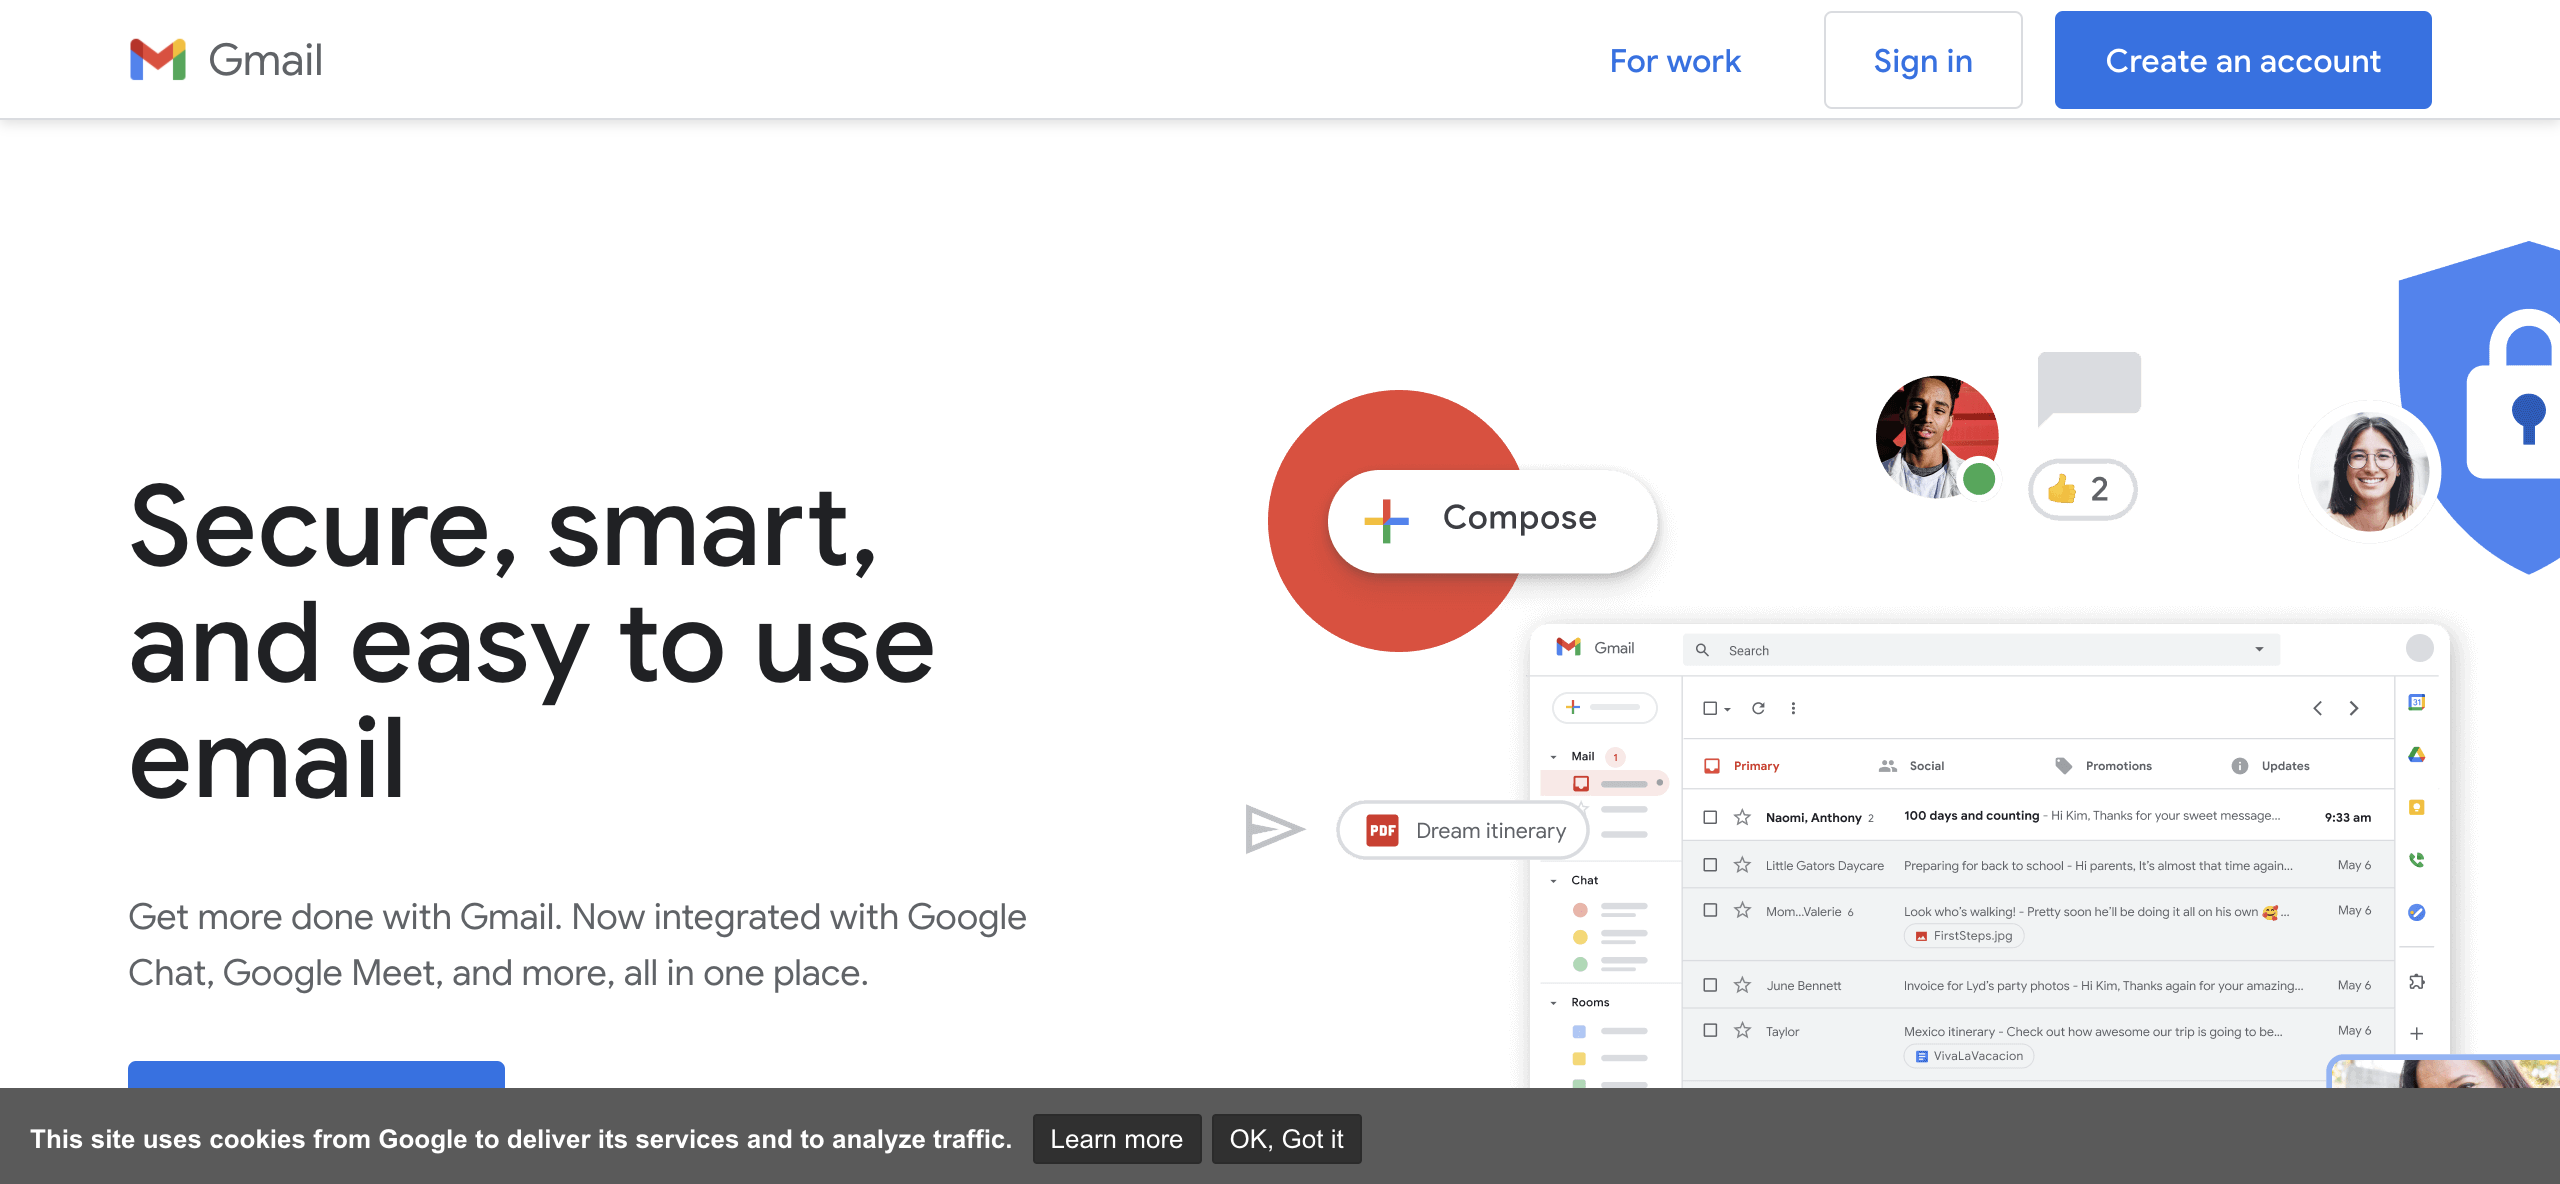 Gmail
For work
Sign in
Create an account
Secure, smart,
and easy to use
email
Get more done with Gmail. Now integrated with Google
Chat, Google Meet, and more, all in one place.
Compose
👍 2
PDF Dream itinerary
Gmail
Search
31
Mail 1
Chat
Rooms
Primary
Social
Promotions
Updates
Naomi, Anthony 2 100 days and counting - Hi Kim, Thanks for your sweet message... 9:33 am
Little Gators Daycare Preparing for back to school - Hi parents, It's almost that time again... May 6
Mom...Valerie 6 Look who's walking! - Pretty soon he'll be doing it all on his own 🥰... May 6
FirstSteps.jpg
June Bennett Invoice for Lyd's party photos - Hi Kim, Thanks again for your amazing... May 6
Taylor Mexico itinerary - Check out how awesome our trip is going to be... May 6
VivaLaVacacion
This site uses cookies from Google to deliver its services and to analyze traffic.
Learn more
OK, Got it